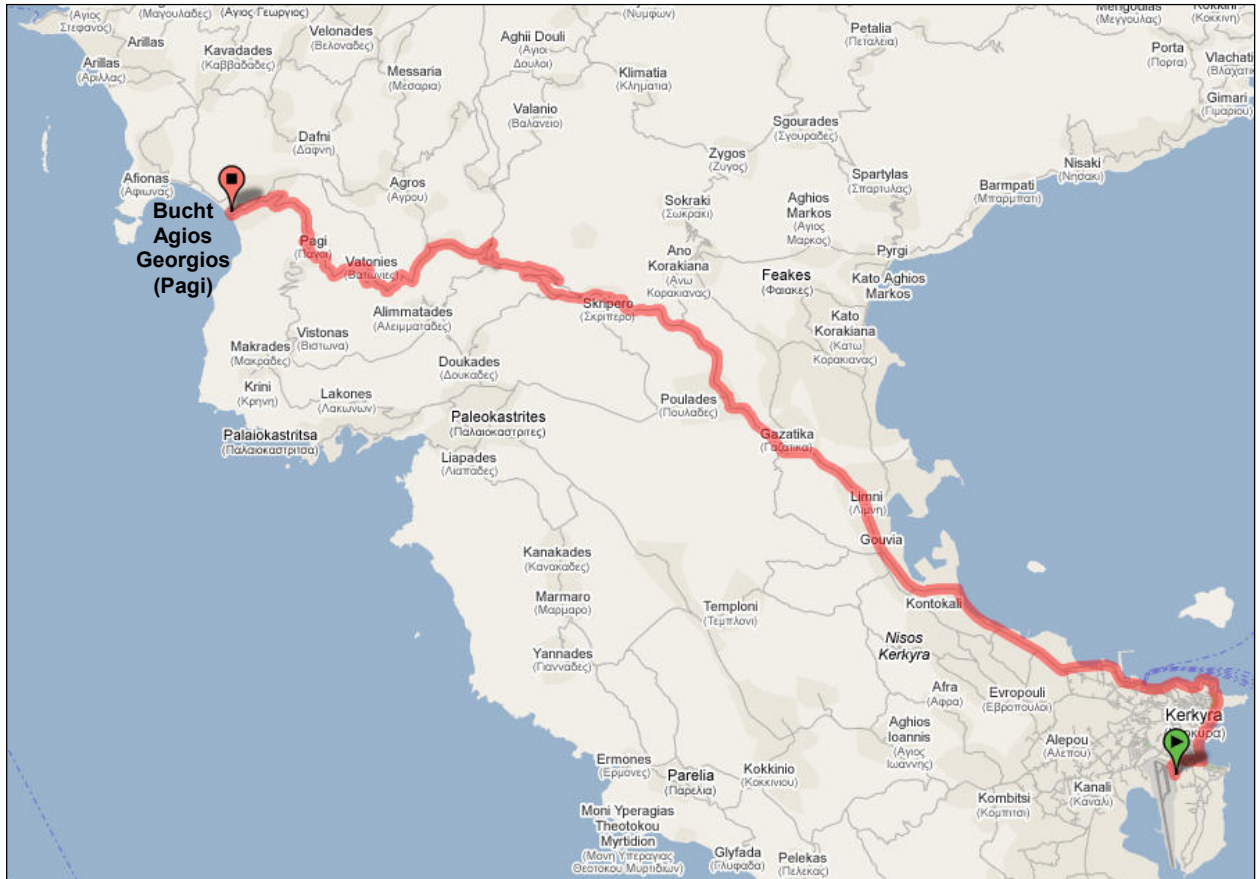 (Αγιος
Στεφανος)
(Μαγουλαδες)
(Αγιος Γεωργιος)
(Νυμφων)
Mengoulas
(Μεγγουλας)
(Κοκκινη)
Arillas
Velonades
(Βελοναδες)
Petalia
(Πεταλεια)
Kavadades
(Καββαδαδες)
Aghii Douli
(Αγιοι
Δουλοι)
Porta
(Πορτα)
Vlachati
Arillas
(Αριλλας)
Messaria
(Μεσαρια)
Klimatia
(Κληματια)
Gimari
(Γιμαριου)
Valanio
(Βαλανειο)
Sgourades
(Σγουραδες)
Dafni
(Δαφνη)
Zygos
(Ζυγος)
Nisaki
(Νησακι)
Afionas
(Αφιωνας)
Agros
(Αγρου)
Spartylas
(Σπαρτυλας)
Barmpati
(Μπαρμπατι)
Sokraki
(Σωκρακι)
Aghios
Markos
(Αγιος
Μαρκος)
Bucht
Agios
Georgios
(Pagi)
Pagi
(Παγοι)
Vatonies
(Βατωνιες)
Ano
Korakiana
(Ανω
Κορακιανας)
Pyrgi
Feakes
(Φαιακες)
Kato Aghios
Markos
Skripero
(Σκριπερο)
Alimmatades
(Αλειμματαδες)
Kato
Korakiana
(Κατω
Κορακιανας)
Vistonas
(Βιστωνα)
Makrades
(Μακραδες)
Doukades
(Δουκαδες)
Krini
(Κρηνη)
Lakones
(Λακωνων)
Poulades
(Πουλαδες)
Paleokastrites
(Παλαιοκαστριτες)
Palaiokastritsa
(Παλαιοκαστριτσα)
Gazatika
(Γαζατικα)
Liapades
(Λιαπαδες)
Limni
(Λιμνη)
Gouvia
Kanakades
(Κανακαδες)
Marmaro
(Μαρμαρο)
Temploni
(Τεμπλονι)
Kontokali
Nisos
Kerkyra
Yannades
(Γιανναδες)
Afra
(Αφρα)
Evropouli
(Εβροπουλοι)
Kerkyra
Aghios
Ioannis
(Αγιος
Ιωαννης)
Alepou
(Αλεπου)
Ermones
(Ερμονες)
Parelia
(Παρελια)
Kokkinio
(Κοκκινιου)
Kombitsi
(Κομπιτσι)
Kanali
(Καναλι)
Moni Yperagias
Theotokou
Myrtidion
(Μονη Υπεραγιας
Θεοτοκου Μυρτιδιων)
Glyfada
(Γλυφαδα)
Pelekas
(Πελεκας)